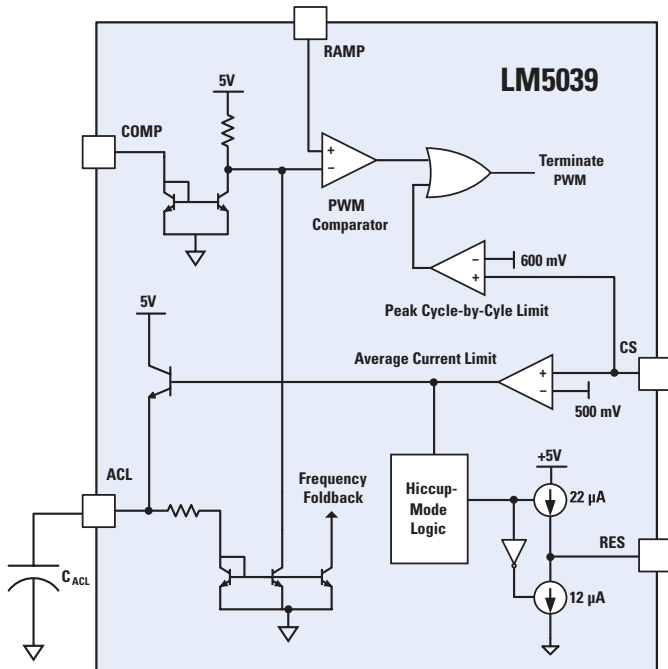 RAMP
LM5039
5V
COMP
Terminate
PWM
PWM
Comparator
600 mV
Peak Cycle-by-Cyle Limit
5V
CS
Average Current Limit
500 mV
ACL
+5V
Frequency
Foldback
Hiccup-
Mode
Logic
22 µA
RES
C ACL
12 µA
+
−
−
+
+
−